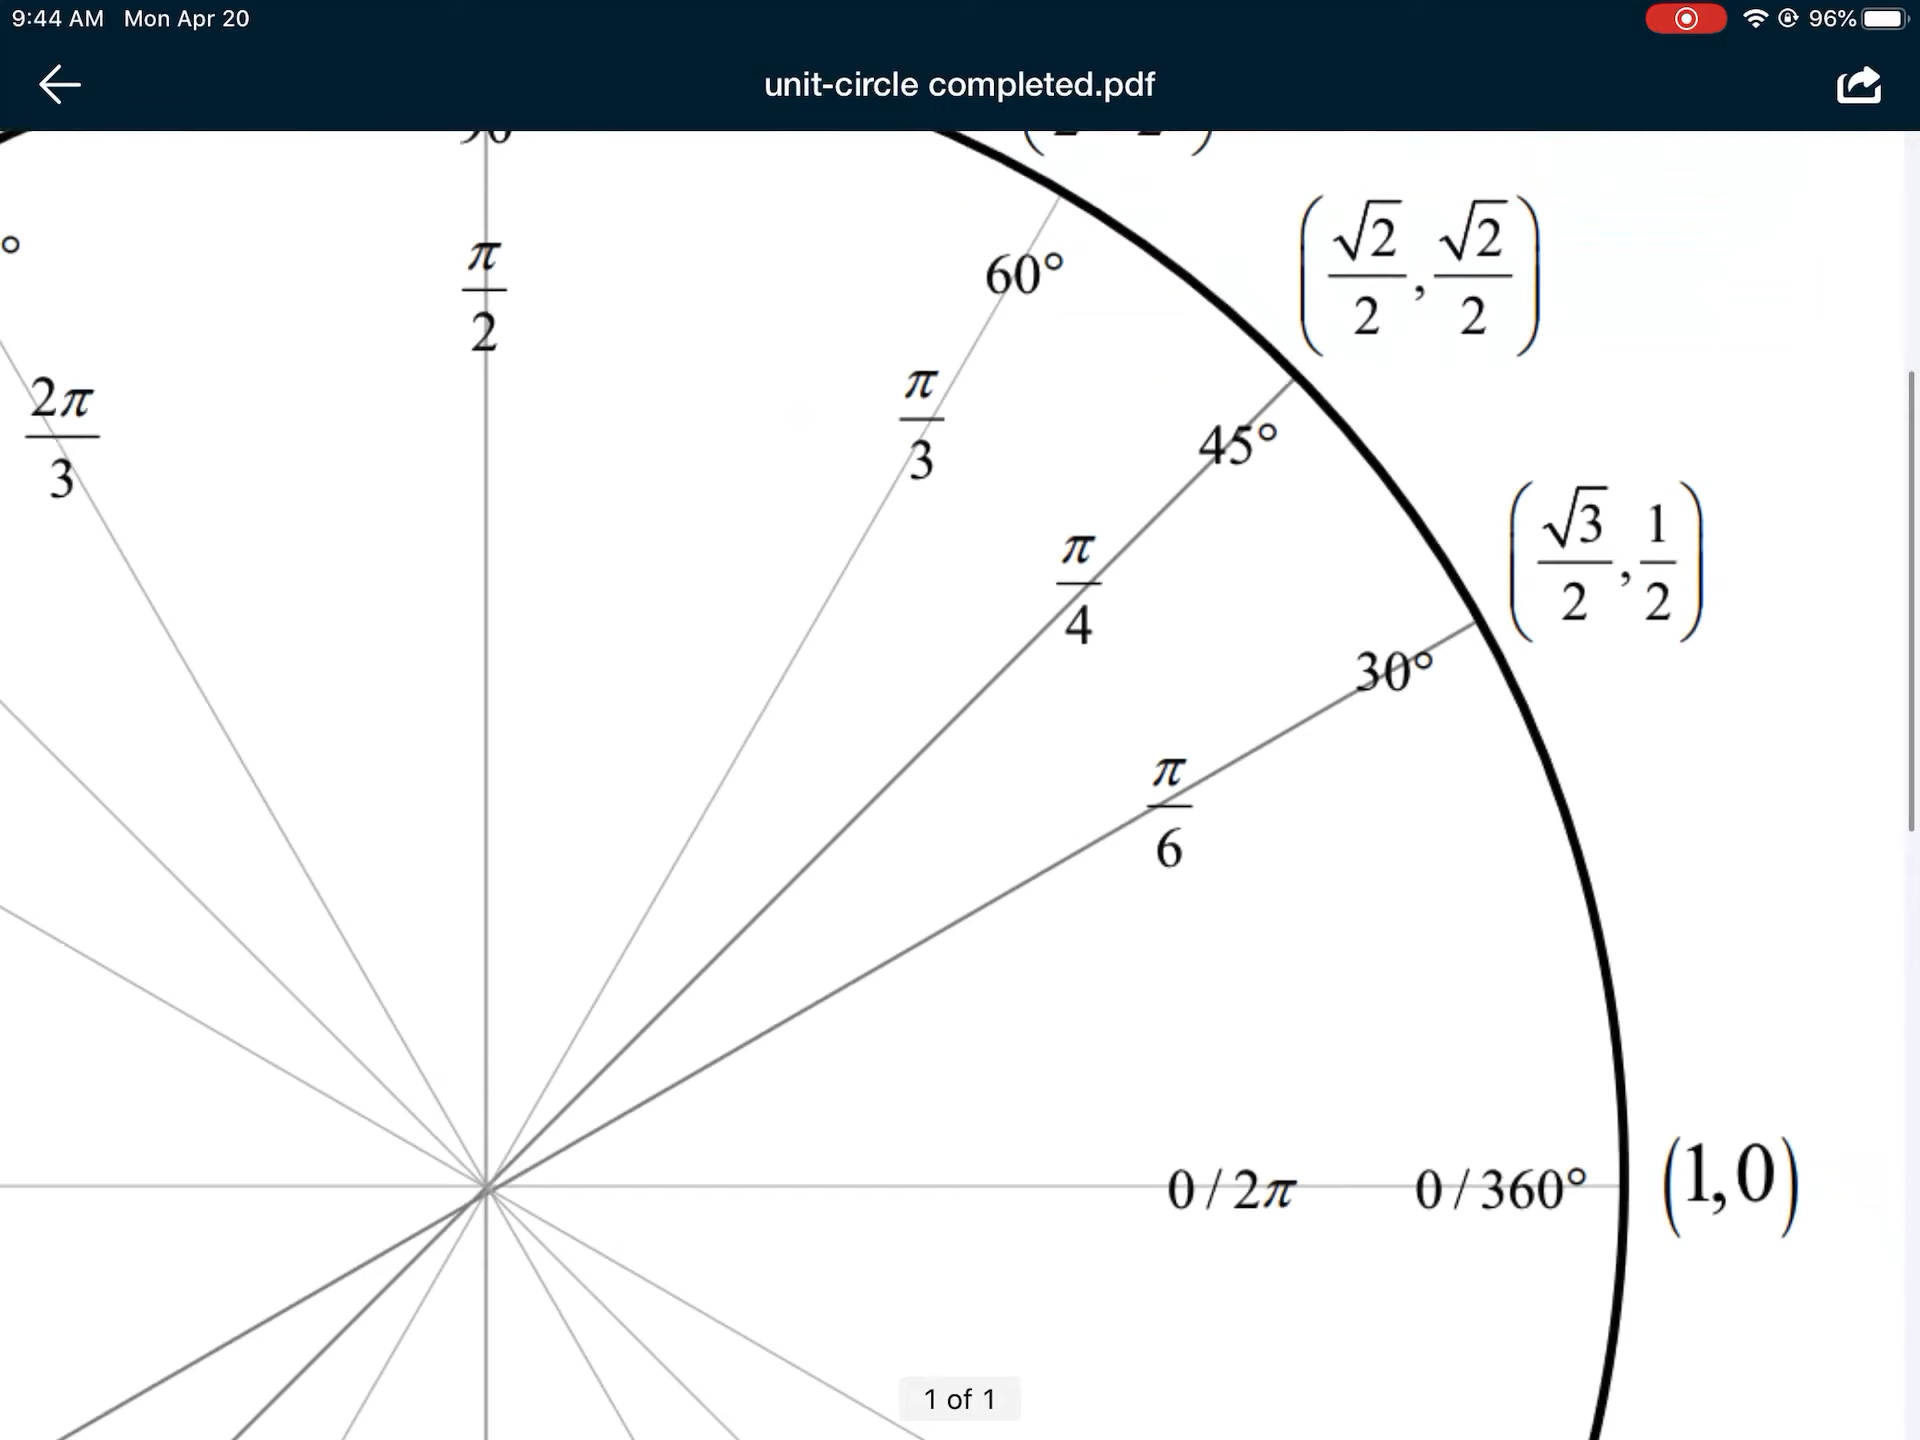 9:44 AM Mon Apr 20
96%
unit-circle completed.pdf
π/2
60°
(√2/2, √2/2)
2π/3
π/3
45°
(√3/2, 1/2)
π/4
30°
π/6
0/2π
0/360°
(1,0)
1 of 1